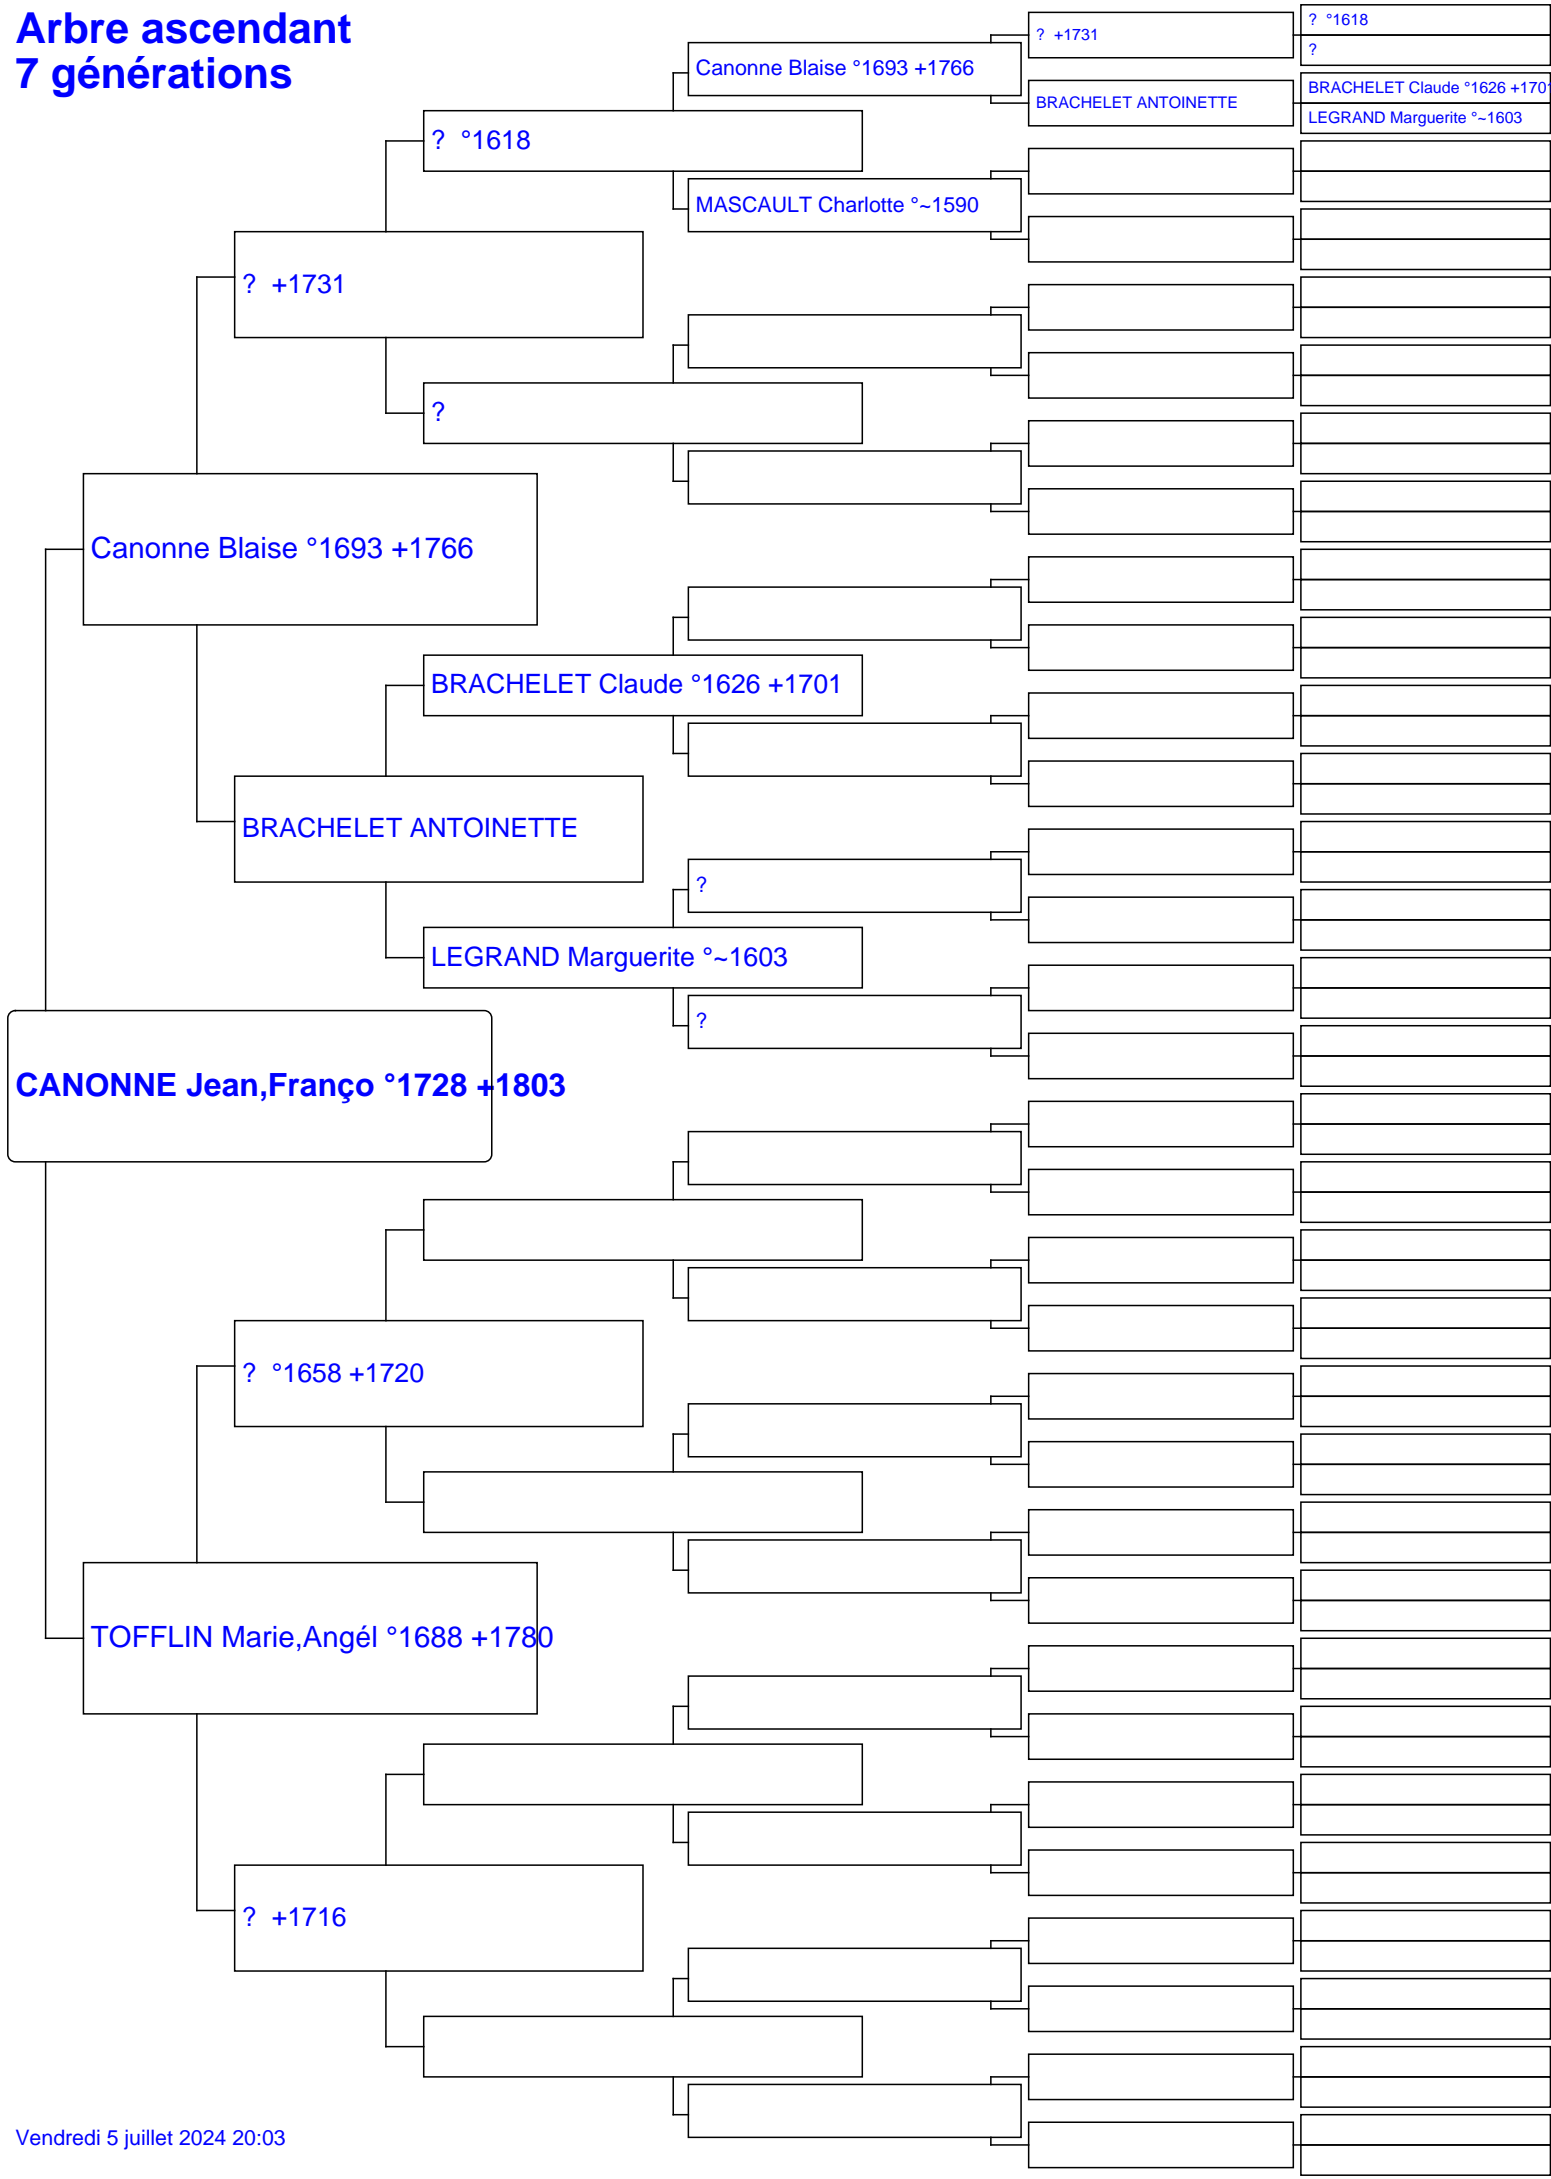 Arbre ascendant
7 générations
? +1731
? °1618
?
Canonne Blaise °1693 +1766
BRACHELET ANTOINETTE
BRACHELET Claude °1626 +1701
LEGRAND Marguerite °~1603
? °1618
MASCAULT Charlotte °~1590
? +1731
?
Canonne Blaise °1693 +1766
BRACHELET Claude °1626 +1701
BRACHELET ANTOINETTE
?
LEGRAND Marguerite °~1603
?
CANONNE Jean,Franço °1728 +1803
? °1658 +1720
TOFFLIN Marie,Angél °1688 +1780
? +1716
Vendredi 5 juillet 2024 20:03